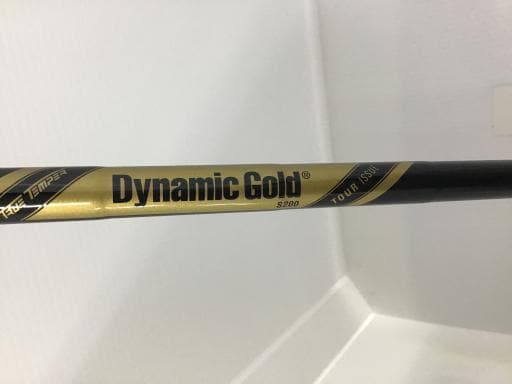 TRUE TEMPER
Dynamic Gold®
S200
TOUR ISSUE